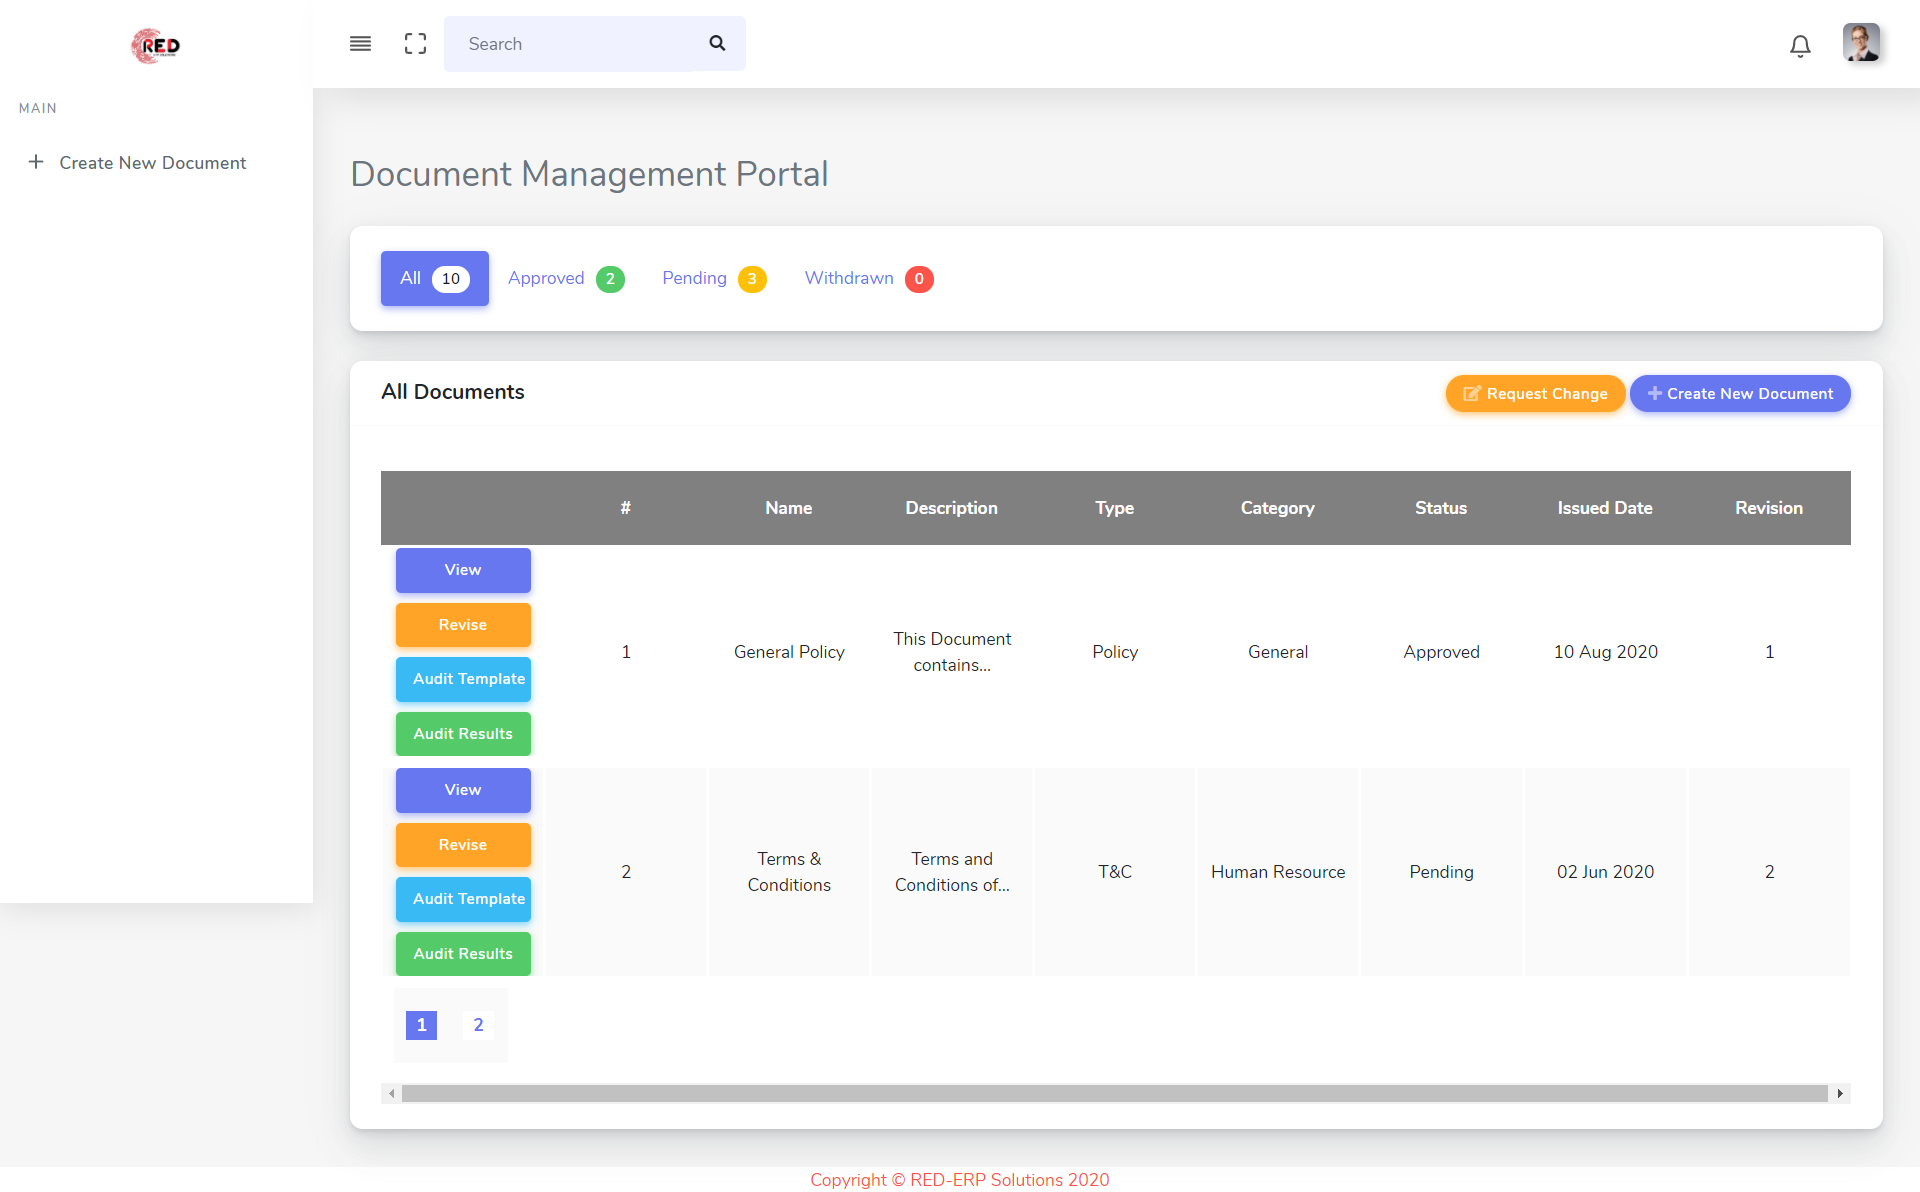 RED
Search
MAIN
Create New Document
Document Management Portal
All 10 Approved 2 Pending 3 Withdrawn 0
All Documents
Request Change Create New Document
# Name Description Type Category Status Issued Date Revision
View
Revise
Audit Template
Audit Results
1 General Policy This Document contains... Policy General Approved 10 Aug 2020 1
View
Revise
Audit Template
Audit Results
2 Terms & Conditions Terms and Conditions of... T&C Human Resource Pending 02 Jun 2020 2
1 2
Copyright © RED-ERP Solutions 2020